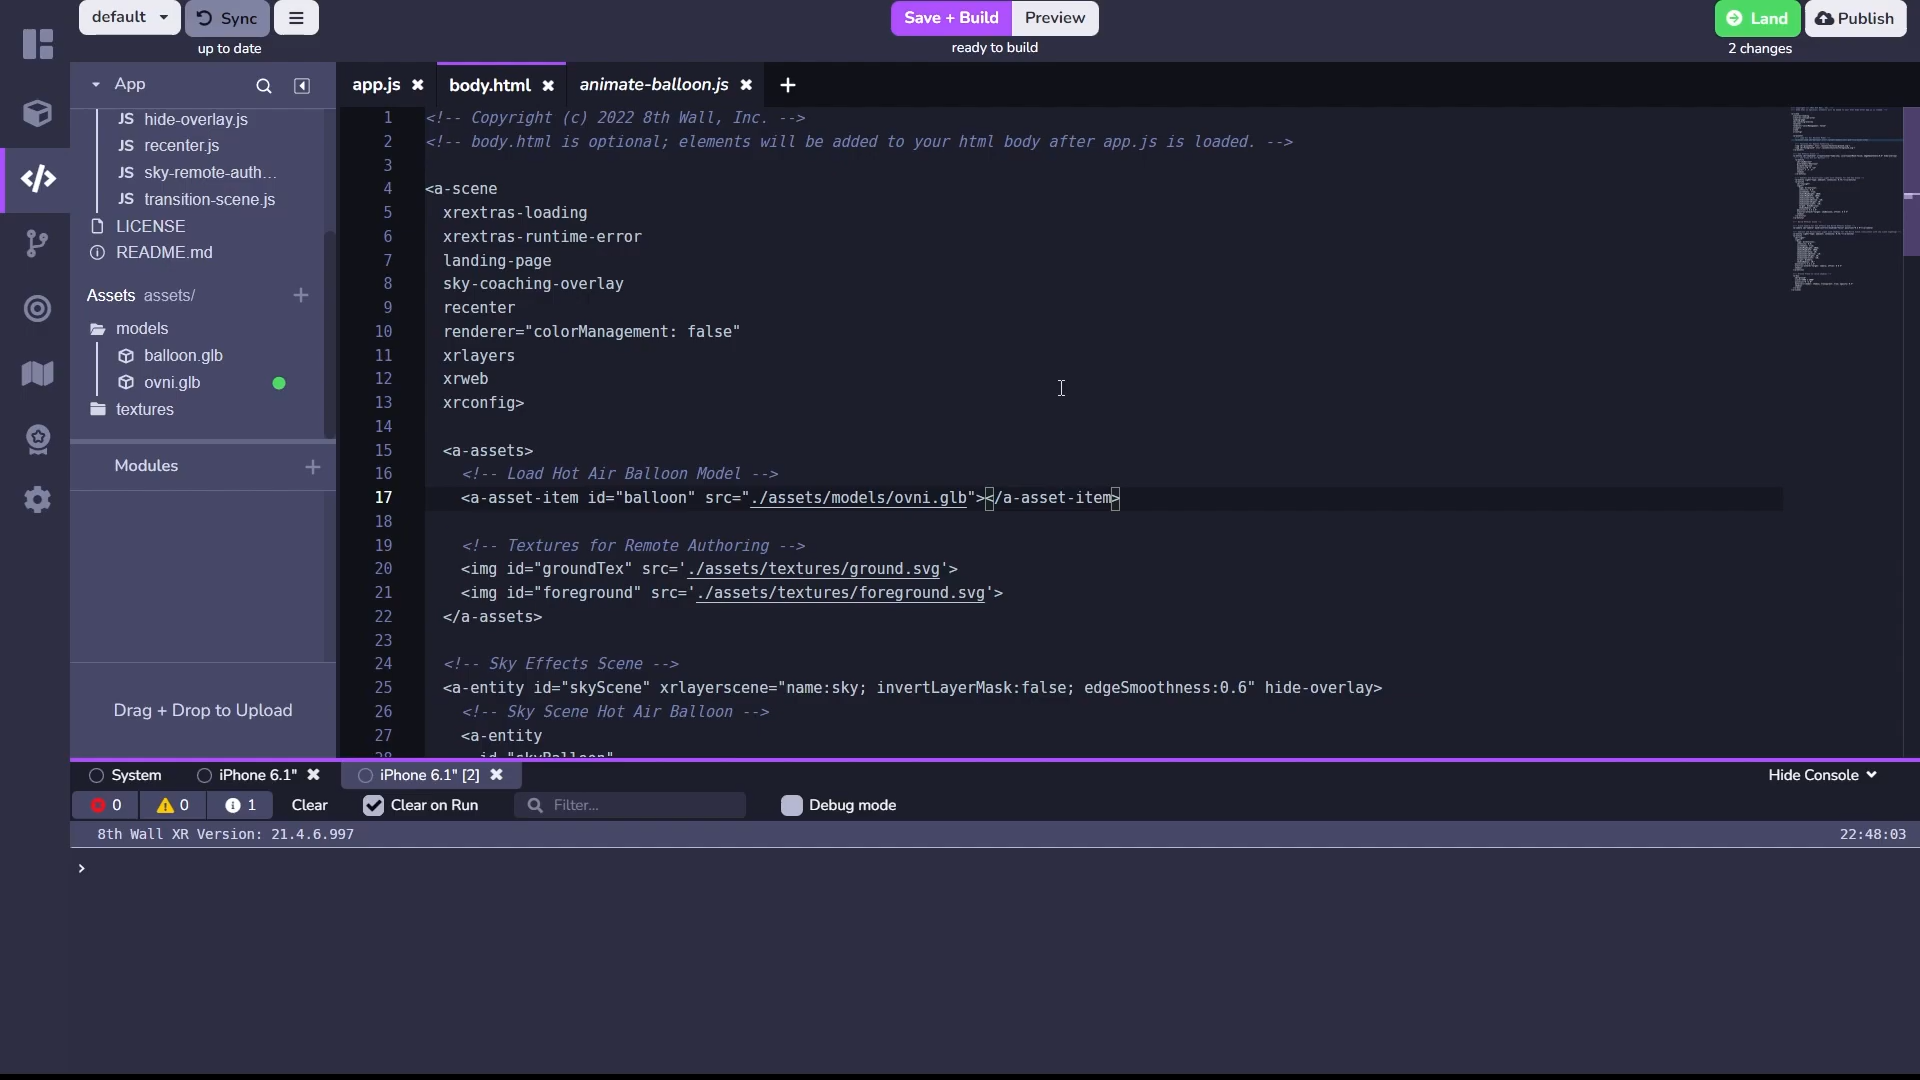 default
Sync
up to date
Save + Build
Preview
ready to build
Land
2 changes
Publish
App
JS hide-overlay.js
JS recenter.js
JS sky-remote-auth...
JS transition-scene.js
LICENSE
README.md
Assets assets/
models
balloon.glb
ovni.glb
textures
Modules
Drag + Drop to Upload
app.js
body.html
animate-balloon.js
1 <!-- Copyright (c) 2022 8th Wall, Inc. -->
2 <!-- body.html is optional; elements will be added to your html body after app.js is loaded. -->
3
4 <a-scene
5 xrextras-loading
6 xrextras-runtime-error
7 landing-page
8 sky-coaching-overlay
9 recenter
10 renderer="colorManagement: false"
11 xrlayers
12 xrweb
13 xrconfig>
14
15 <a-assets>
16 <!-- Load Hot Air Balloon Model -->
17 <a-asset-item id="balloon" src="./assets/models/ovni.glb"></a-asset-item>
18
19 <!-- Textures for Remote Authoring -->
20 <img id="groundTex" src='./assets/textures/ground.svg'>
21 <img id="foreground" src='./assets/textures/foreground.svg'>
22 </a-assets>
23
24 <!-- Sky Effects Scene -->
25 <a-entity id="skyScene" xrlayerscene="name:sky; invertLayerMask:false; edgeSmoothness:0.6" hide-overlay>
26 <!-- Sky Scene Hot Air Balloon -->
27 <a-entity
28 id="skyBalloon"
System
iPhone 6.1"
iPhone 6.1" [2]
Hide Console
0
0
1
Clear
Clear on Run
Filter...
Debug mode
8th Wall XR Version: 21.4.6.997
22:48:03
>